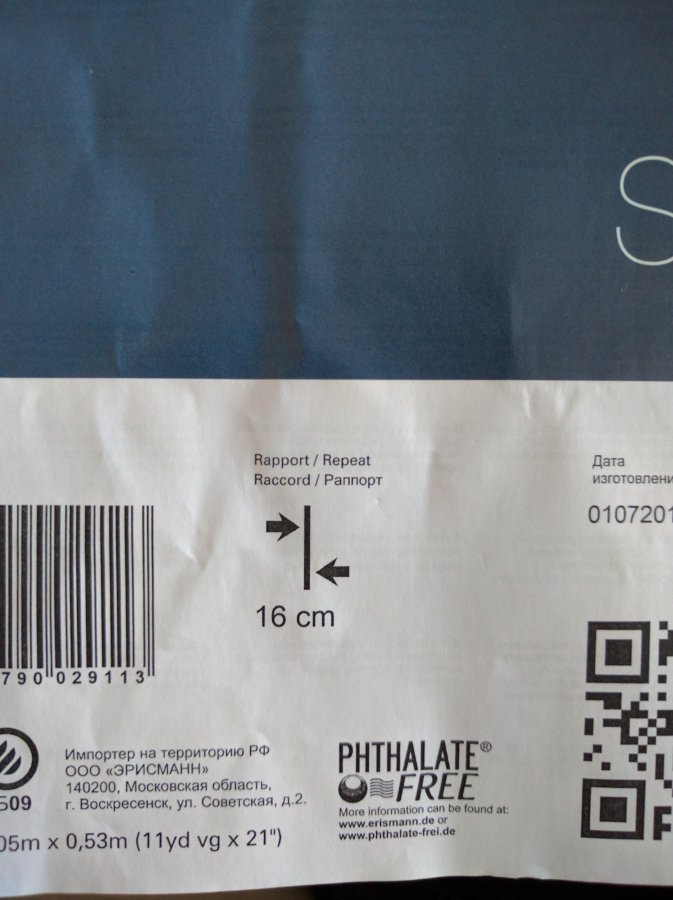 S
Rapport / Repeat
Raccord / Раппорт
16 cm
Дата
изготовлени
0107201
790 029113
Импортер на территорию РФ
ООО «ЭРИСМАНН»
140200, Московская область,
г. Воскресенск, ул. Советская, д.2.
509
05m x 0,53m (11yd vg x 21")
PHTHALATE®
FREE
More information can be found at:
www.erismann.de or
www.phthalate-frei.de
F